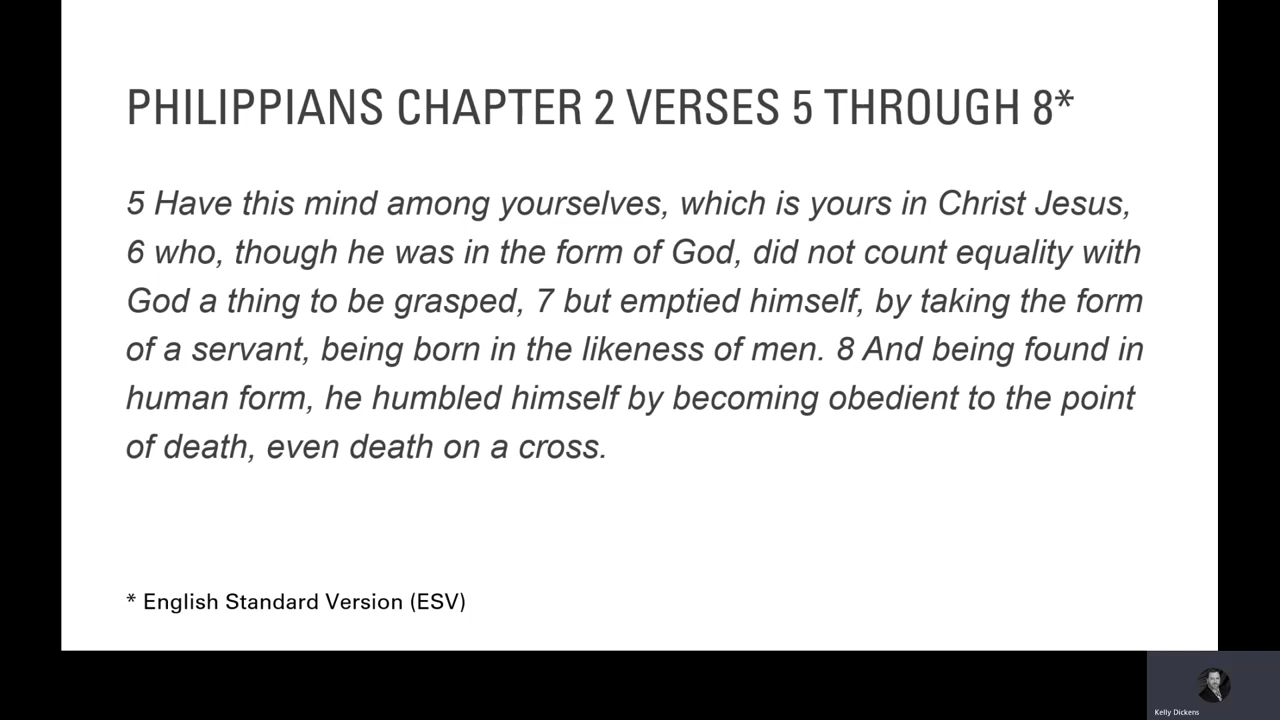 PHILIPPIANS CHAPTER 2 VERSES 5 THROUGH 8*
5 Have this mind among yourselves, which is yours in Christ Jesus,
6 who, though he was in the form of God, did not count equality with
God a thing to be grasped, 7 but emptied himself, by taking the form
of a servant, being born in the likeness of men. 8 And being found in
human form, he humbled himself by becoming obedient to the point
of death, even death on a cross.
* English Standard Version (ESV)
Kelly Dickens